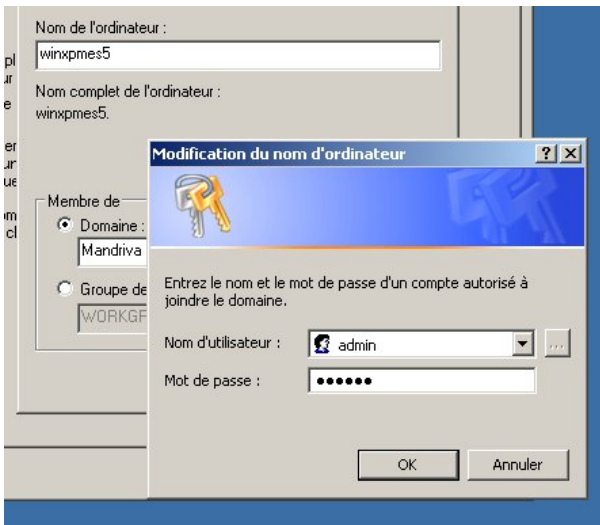 Nom de l'ordinateur :
winxpmes5
Nom complet de l'ordinateur :
winxpmes5.
Modification du nom d'ordinateur
Membre de
Domaine :
Mandriva
Groupe de
WORKGR
Entrez le nom et le mot de passe d'un compte autorisé à
joindre le domaine.
Nom d'utilisateur :
admin
...
Mot de passe :
••••••
OK
Annuler